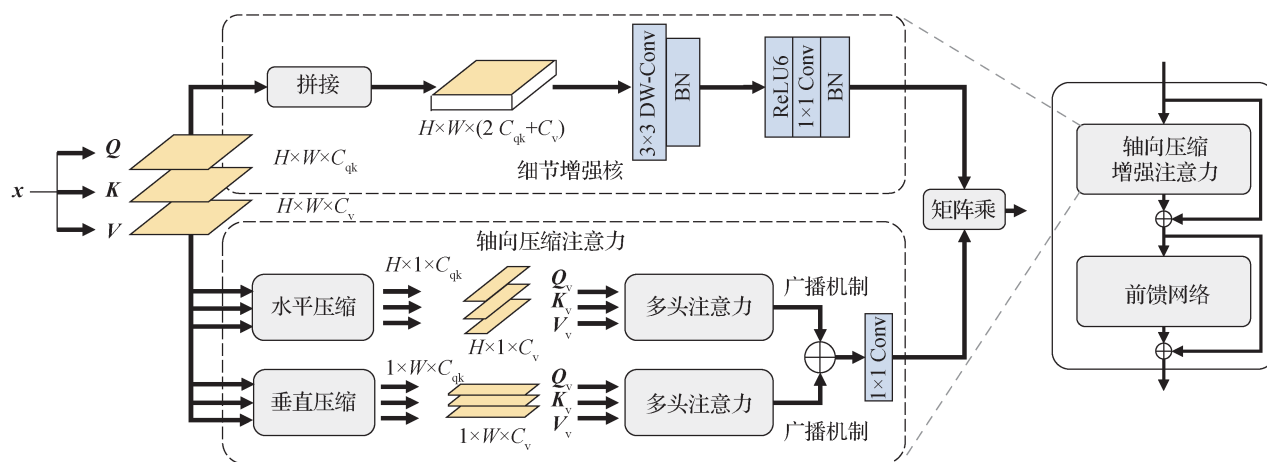 x
Q
K
V
H×W×C_qk
H×W×C_v
拼接
H×W×(2 C_qk+C_v)
细节增强核
3×3 DW-Conv
BN
ReLU6
1×1 Conv
BN
矩阵乘
轴向压缩注意力
水平压缩
H×1×C_qk
H×1×C_v
Q_v
K_v
V_v
多头注意力
广播机制
垂直压缩
1×W×C_qk
1×W×C_v
Q_v
K_v
V_v
多头注意力
广播机制
1×1 Conv
轴向压缩
增强注意力
前馈网络